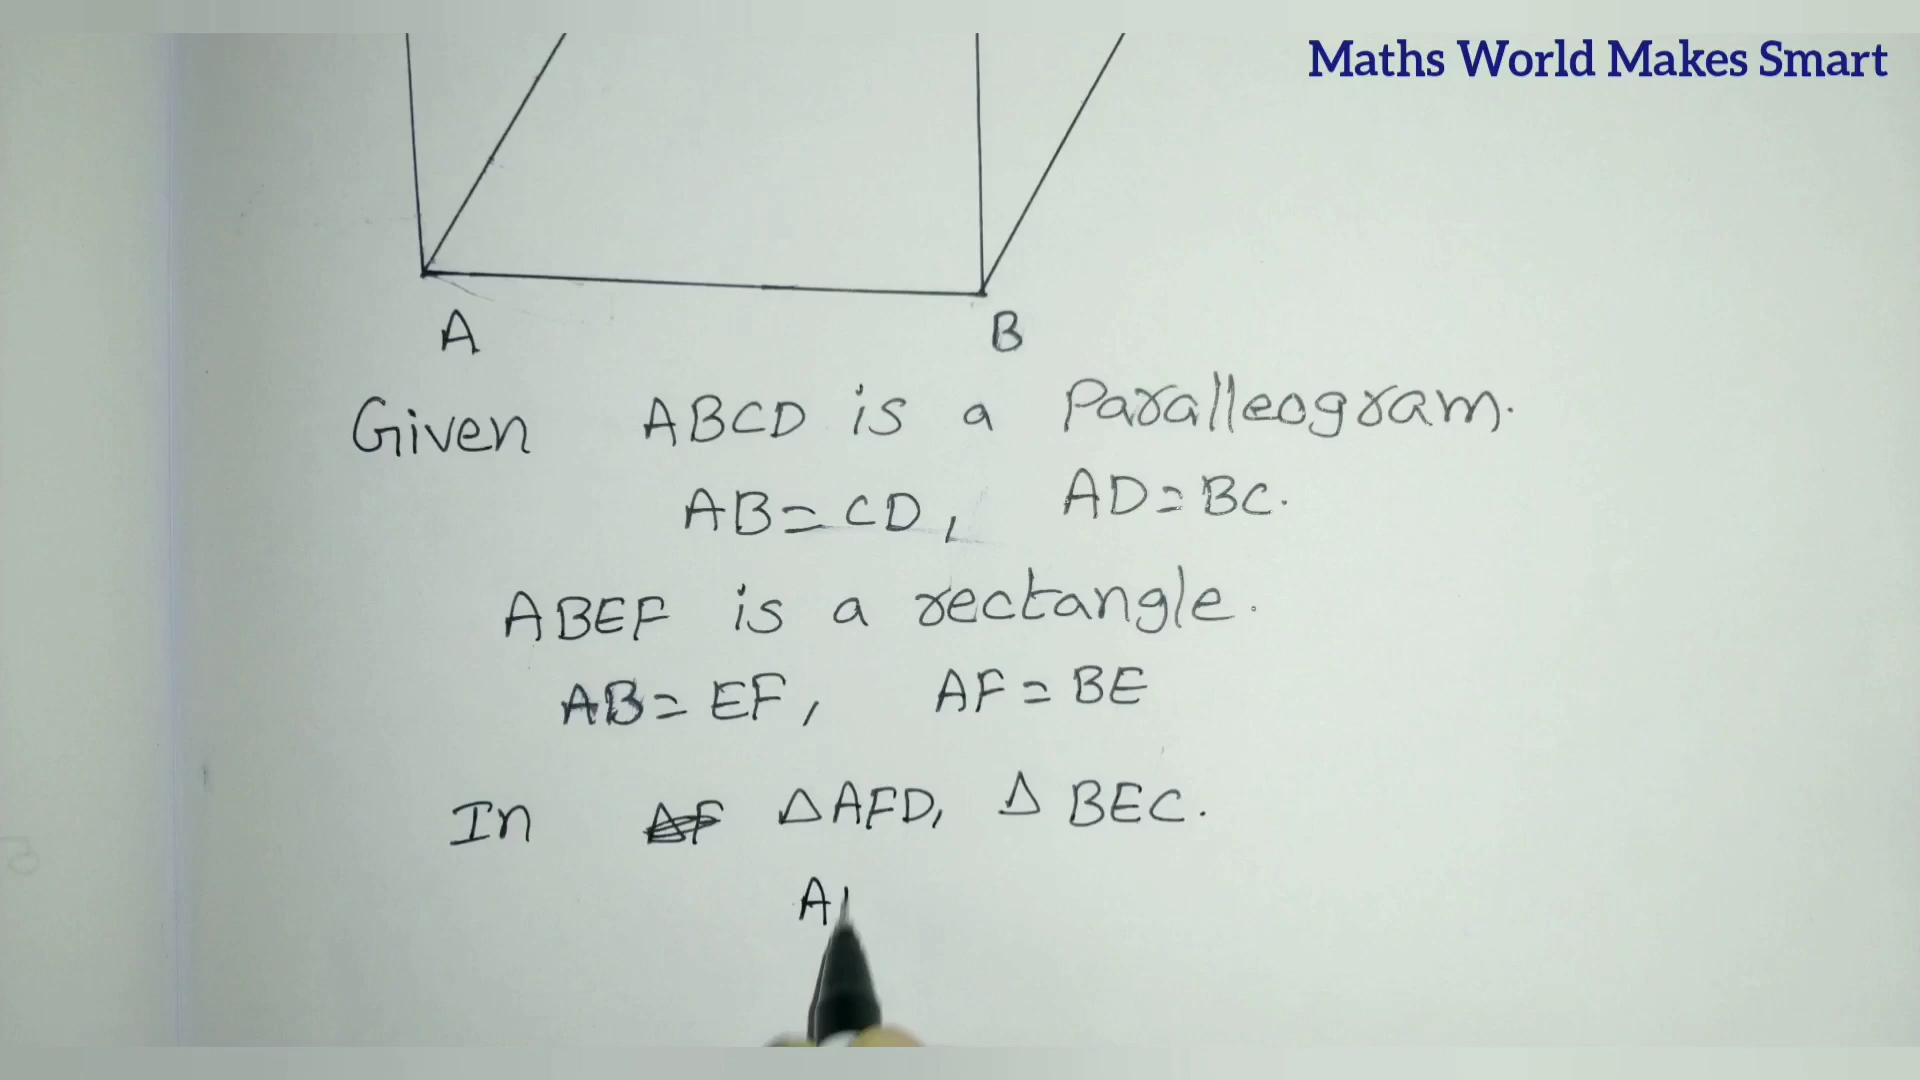 Maths World Makes Smart
A B
Given ABCD is a Paralleogram.
AB = CD, AD = BC.
ABEF is a rectangle.
AB = EF, AF = BE
In ∆AFD, ∆ BEC.
A